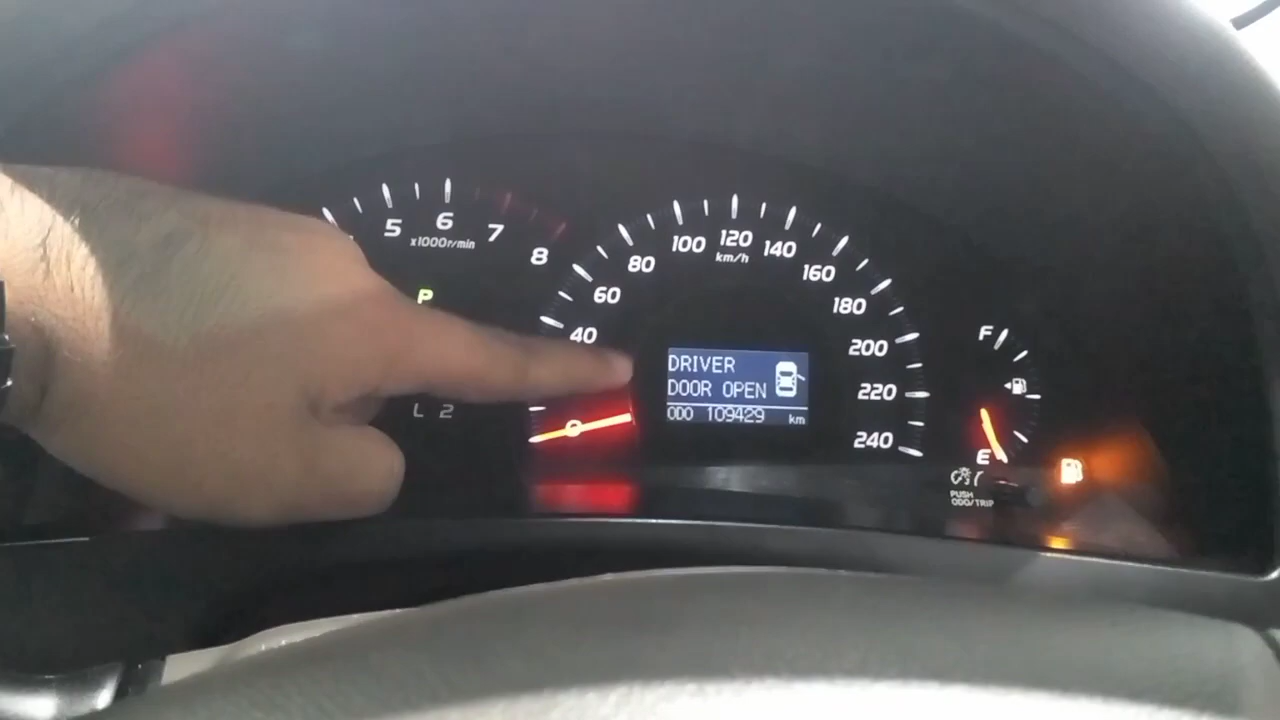 5
6
7
8
x1000r/min
P
L 2
0
40
60
80
100
120
140
160
180
200
220
240
km/h
DRIVER
DOOR OPEN
ODO 109429 km
F
E
PUSH
ODO/TRIP